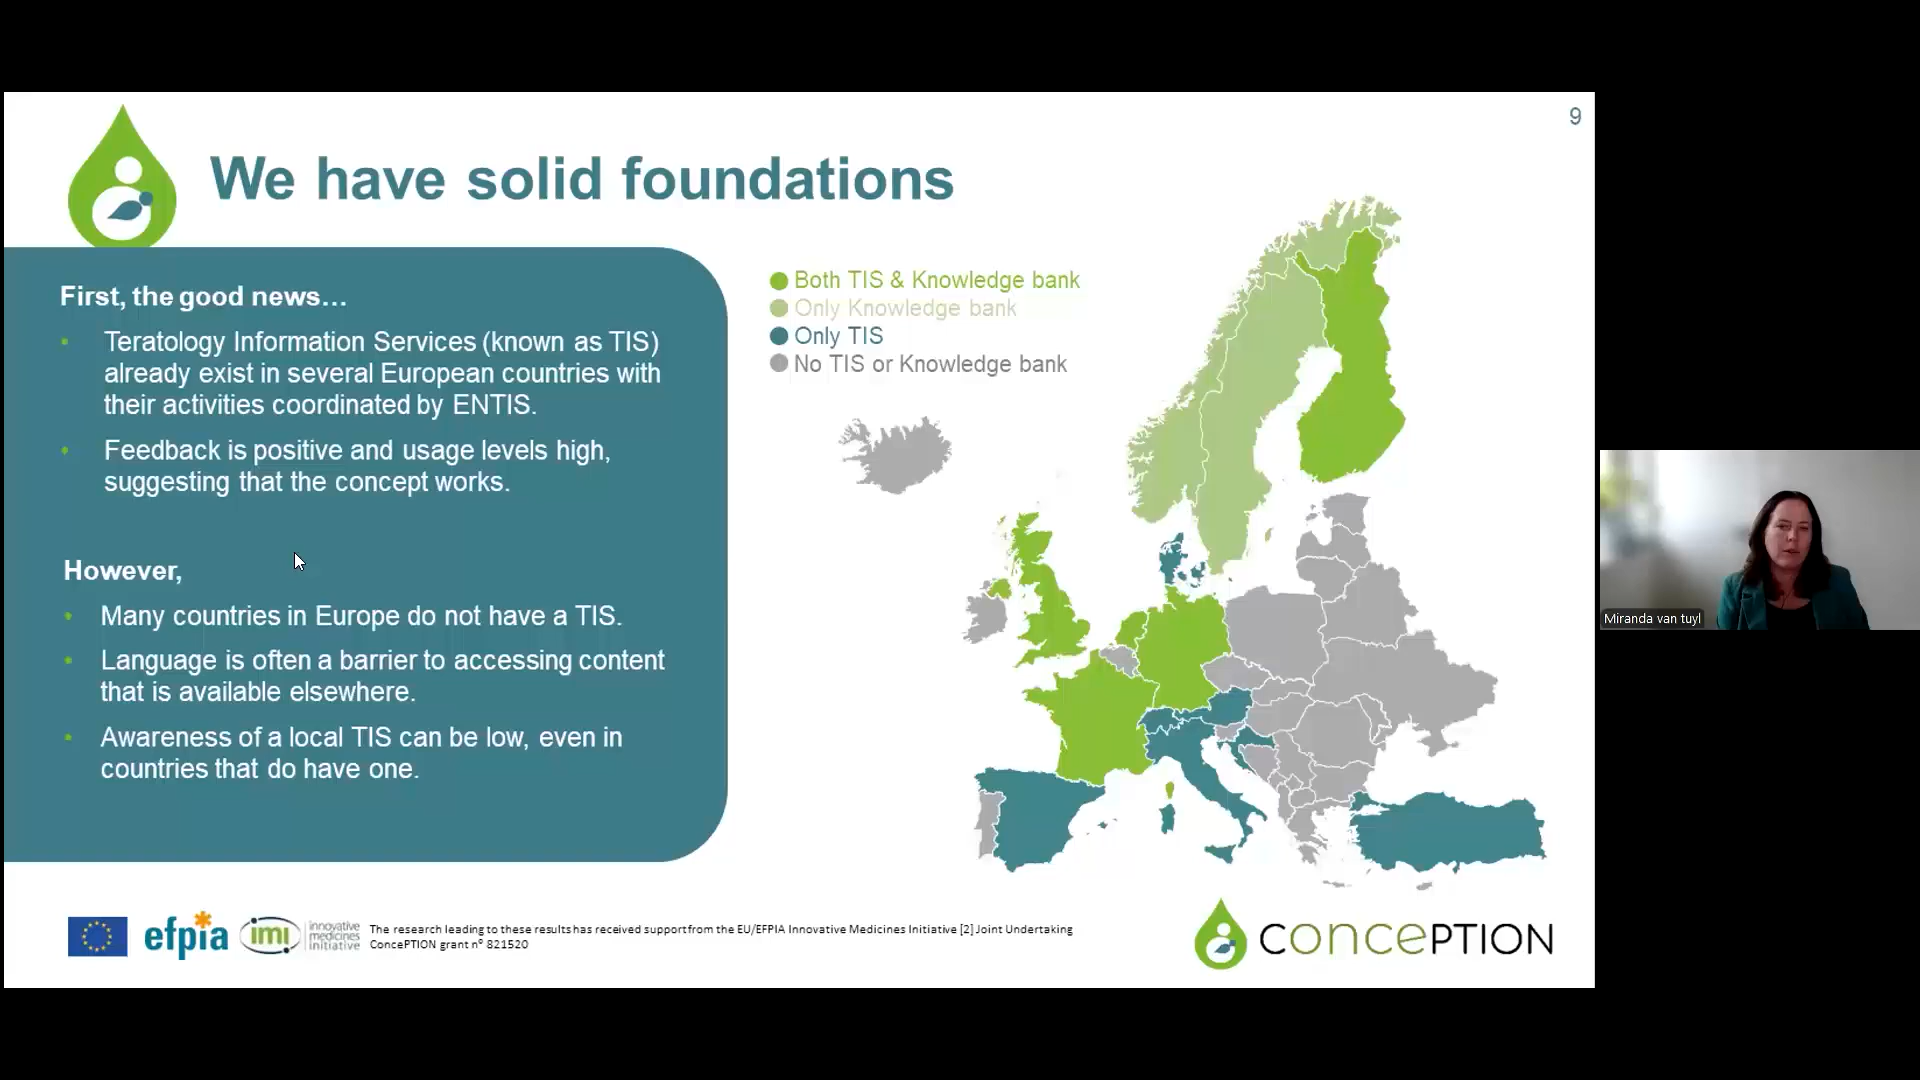 9
We have solid foundations
First, the good news…
• Teratology Information Services (known as TIS)
already exist in several European countries with
their activities coordinated by ENTIS.
• Feedback is positive and usage levels high,
suggesting that the concept works.
However,
• Many countries in Europe do not have a TIS.
• Language is often a barrier to accessing content
that is available elsewhere.
• Awareness of a local TIS can be low, even in
countries that do have one.
Both TIS & Knowledge bank
Only Knowledge bank
Only TIS
No TIS or Knowledge bank
Miranda van tuyl
efpia
imi
innovative
medicines
initiative
The research leading to these results has received support from the EU/EFPIA Innovative Medicines Initiative [2] Joint Undertaking
ConcePTION grant nº 821520
concePTION